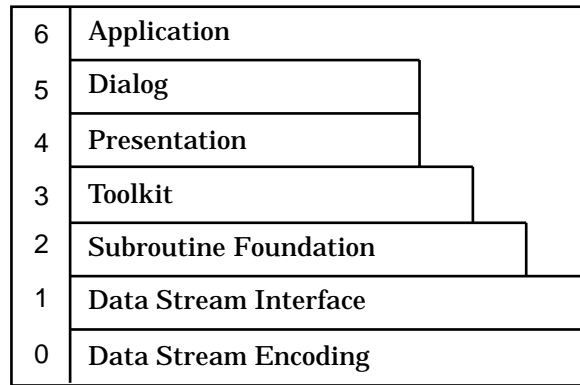 6 Application
5 Dialog
4 Presentation
3 Toolkit
2 Subroutine Foundation
1 Data Stream Interface
0 Data Stream Encoding